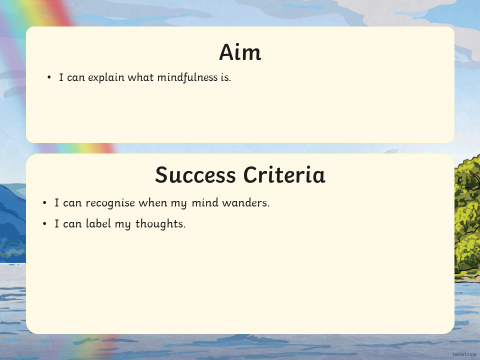 Aim
• I can explain what mindfulness is.
Success Criteria
• I can recognise when my mind wanders.
• I can label my thoughts.